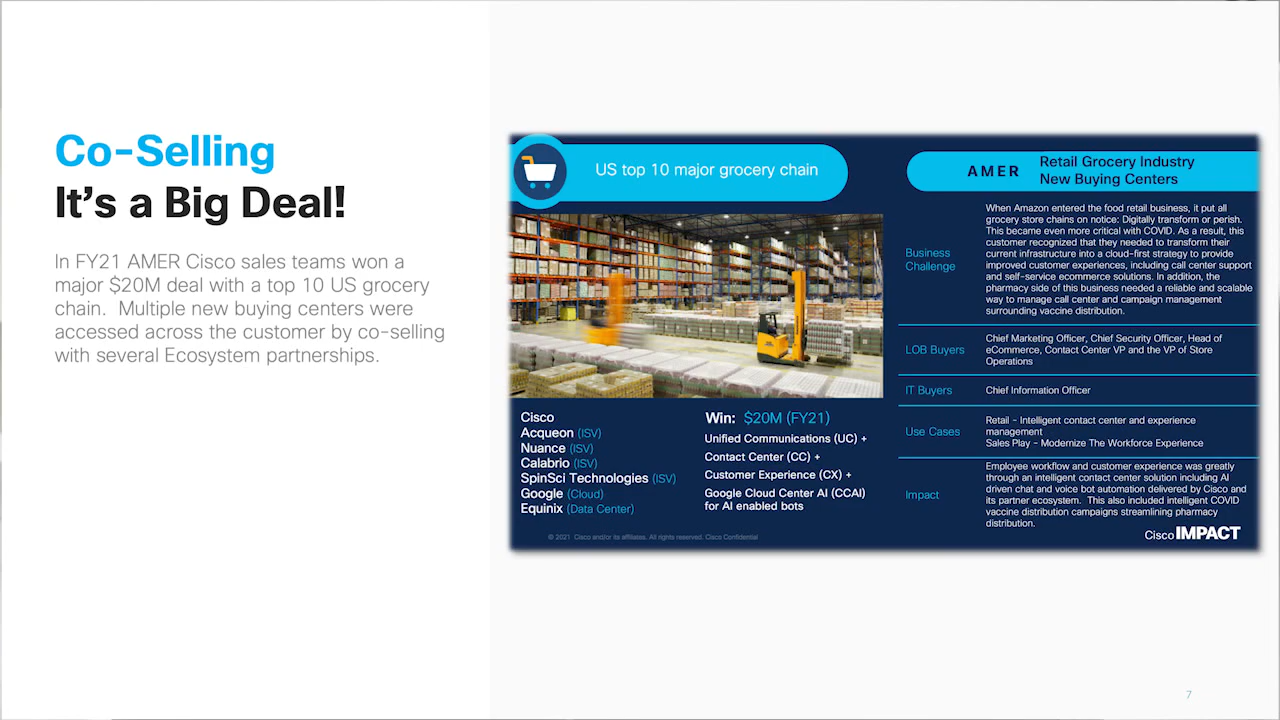 Co-Selling
It's a Big Deal!
In FY21 AMER Cisco sales teams won a
major $20M deal with a top 10 US grocery
chain.  Multiple new buying centers were
accessed across the customer by co-selling
with several Ecosystem partnerships.
US top 10 major grocery chain
Cisco
Acqueon (ISV)
Nuance (ISV)
Calabrio (ISV)
SpinSci Technologies (ISV)
Google (Cloud)
Equinix (Data Center)
Win: $20M (FY21)
Unified Communications (UC) +
Contact Center (CC) +
Customer Experience (CX) +
Google Cloud Center AI (CCAI)
for AI enabled bots
© 2021 Cisco and/or its affiliates. All rights reserved. Cisco Confidential
AMER
Retail Grocery Industry
New Buying Centers
Business
Challenge
When Amazon entered the food retail business, it put all
grocery store chains on notice: Digitally transform or perish.
This became even more critical with COVID. As a result, this
customer recognized that they needed to transform their
current infrastructure into a cloud-first strategy to provide
improved customer experiences, including call center support
and self-service ecommerce solutions. In addition, the
pharmacy side of this business needed a reliable and scalable
way to manage call center and campaign management
surrounding vaccine distribution.
LOB Buyers
Chief Marketing Officer, Chief Security Officer, Head of
eCommerce, Contact Center VP and the VP of Store
Operations
IT Buyers
Chief Information Officer
Use Cases
Retail - Intelligent contact center and experience
management
Sales Play - Modernize The Workforce Experience
Impact
Employee workflow and customer experience was greatly
through an intelligent contact center solution including AI
driven chat and voice bot automation delivered by Cisco and
its partner ecosystem.  This also included intelligent COVID
vaccine distribution campaigns streamlining pharmacy
distribution.
Cisco IMPACT
7